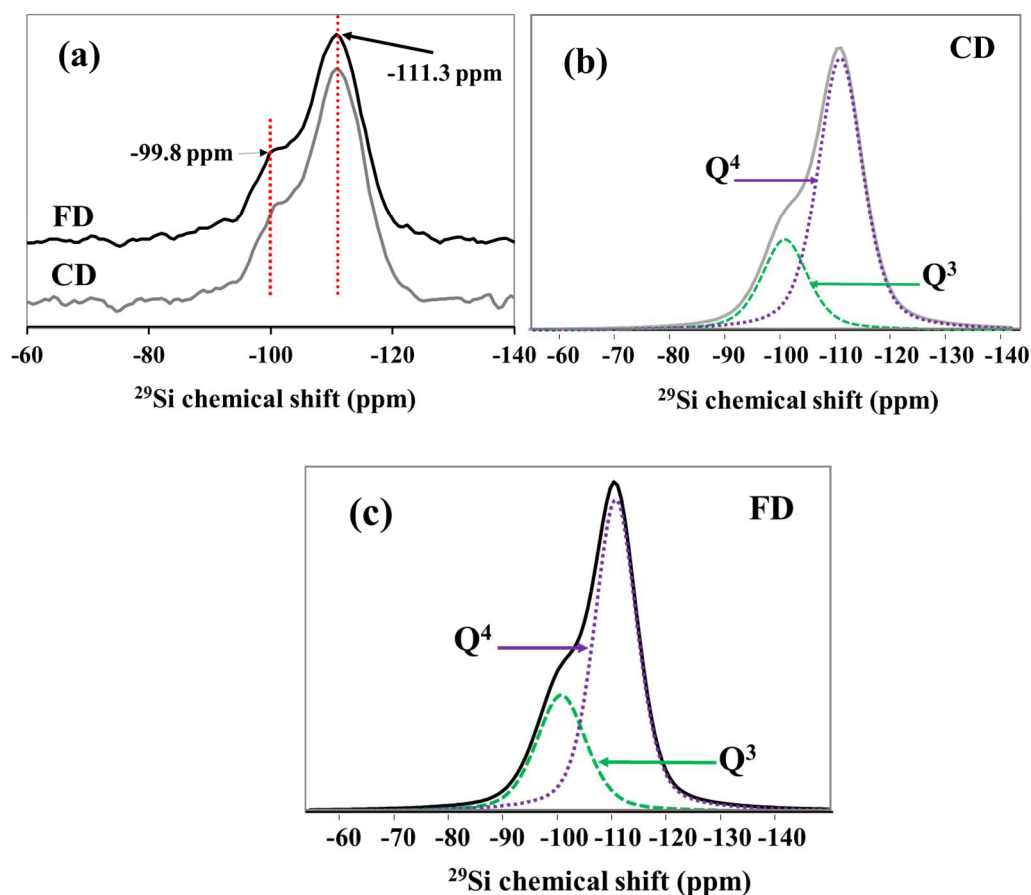 (a)
-111.3 ppm
-99.8 ppm
FD
CD
-60 -80 -100 -120 -140
²⁹Si chemical shift (ppm)
(b)
CD
Q⁴
Q³
-60 -70 -80 -90 -100 -110 -120 -130 -140
²⁹Si chemical shift (ppm)
(c)
FD
Q⁴
Q³
-60 -70 -80 -90 -100 -110 -120 -130 -140
²⁹Si chemical shift (ppm)